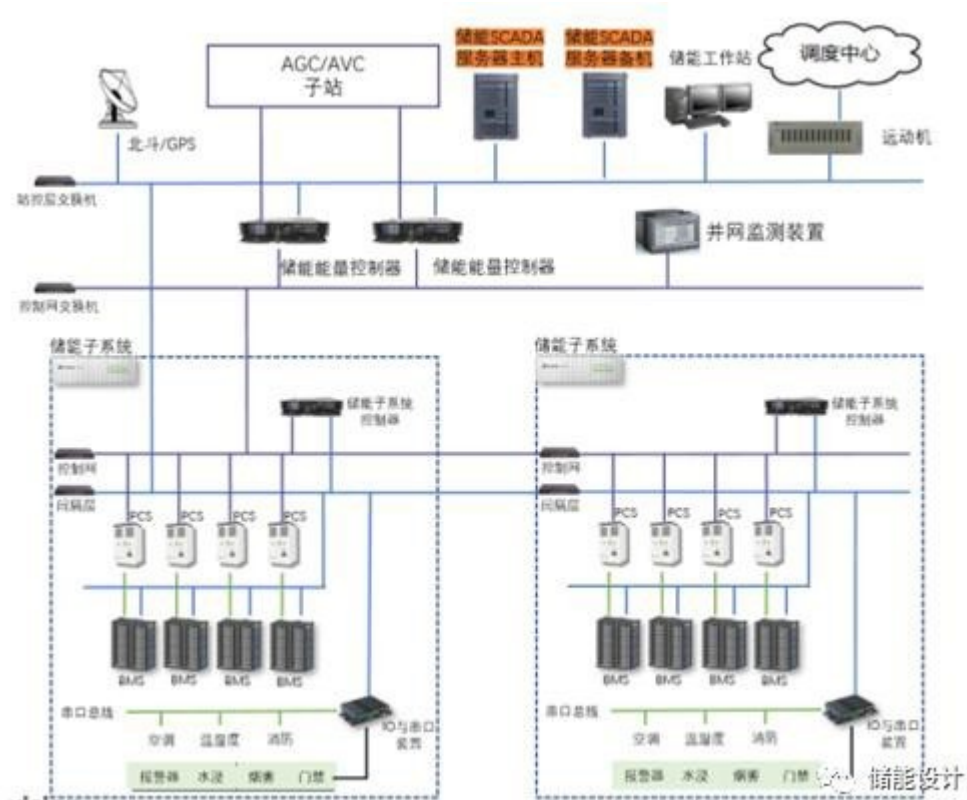 储能SCADA
服务器主机
储能SCADA
服务器备机
储能工作站
调度中心
AGC/AVC
子站
北斗/GPS
远动机
站控层交换机
并网监测装置
储能能量控制器
储能能量控制器
控制网交换机
储能子系统
储能子系统
储能子系统
控制器
储能子系统
控制器
控制网
控制网
间隔层
间隔层
PCS
PCS
PCS
PCS
PCS
PCS
PCS
PCS
BMS
BMS
BMS
BMS
BMS
BMS
BMS
BMS
串口总线
串口总线
IO与串口
装置
IO与串口
装置
空调
温湿度
消防
空调
温湿度
消防
报警器 水浸 烟雾 门禁
报警器 水浸 烟雾 门禁
储能设计